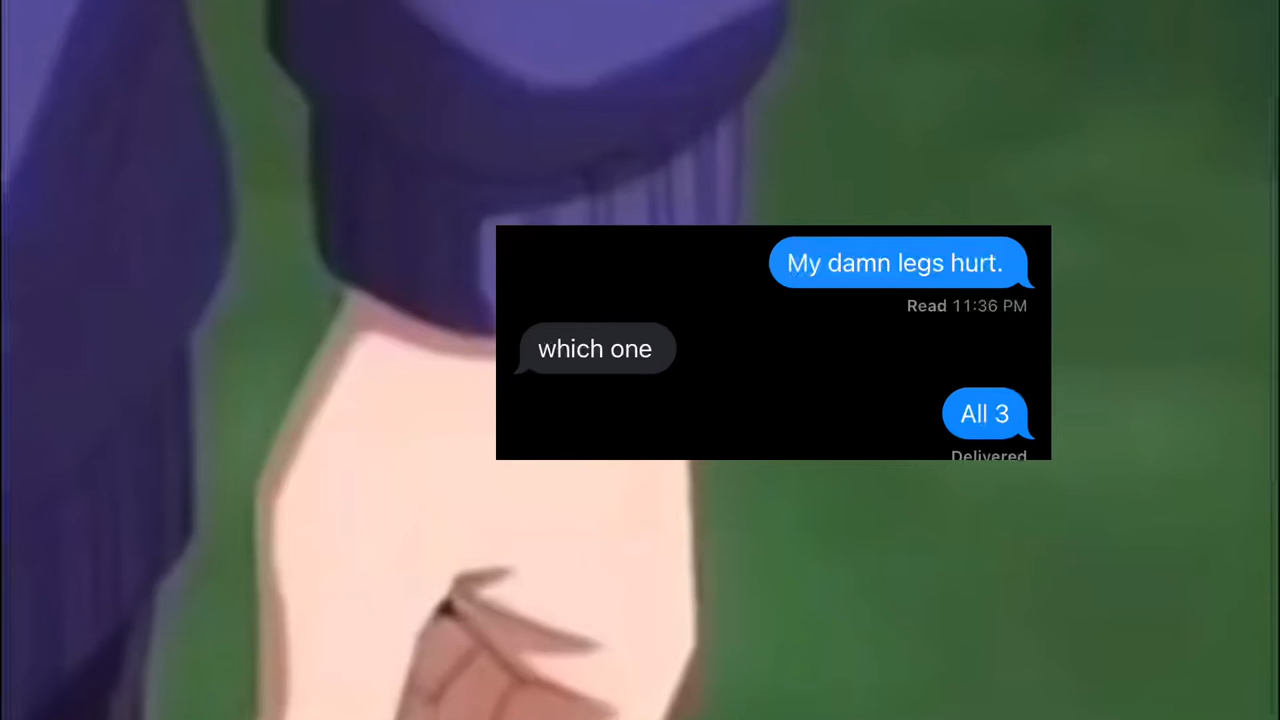 My damn legs hurt.
Read 11:36 PM
which one
All 3
Delivered